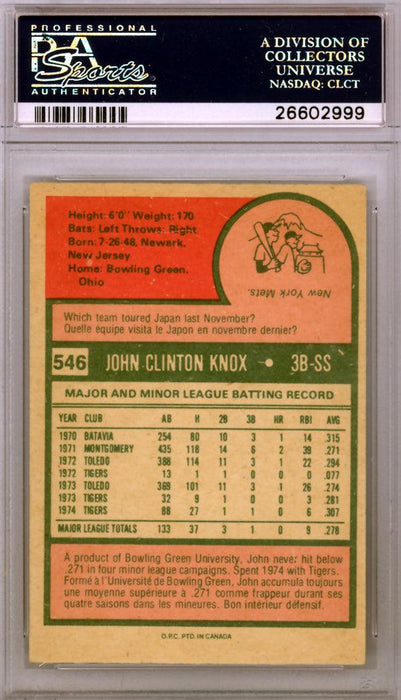 PROFESSIONAL
PSA
Sports
AUTHENTICATOR
A DIVISION OF
COLLECTORS
UNIVERSE
NASDAQ: CLCT
26602999
Height: 6'0" Weight: 170
Bats: Left Throws: Right
Born: 7-26-48, Newark,
New Jersey
Home: Bowling Green,
Ohio
New York Mets.
Which team toured Japan last November?
Quelle équipe visita le Japon en novembre dernier?
546 JOHN CLINTON KNOX • 3B-SS
MAJOR AND MINOR LEAGUE BATTING RECORD
YEAR CLUB AB H 2B 3B HR RBI AVG
1970 BATAVIA 254 80 10 3 1 14 .315
1971 MONTGOMERY 435 118 14 6 2 39 .271
1972 TOLEDO 388 114 11 3 2 22 .294
1972 TIGERS 13 1 1 0 0 0 .077
1973 TOLEDO 369 101 11 3 1 26 .274
1973 TIGERS 32 9 1 0 0 3 .281
1974 TIGERS 88 27 1 1 0 6 .307
MAJOR LEAGUE TOTALS 133 37 3 1 0 9 .278
A product of Bowling Green University, John never hit below
.271 in four minor league campaigns. Spent 1974 with Tigers.
Formé a l'Université de Bowling Green, John accumula toujours
une moyenne supérieure à .271 comme frappeur durant ses
quatre saisons dans les mineures. Bon intérieur défensif.
O.P.C. PTD. IN CANADA